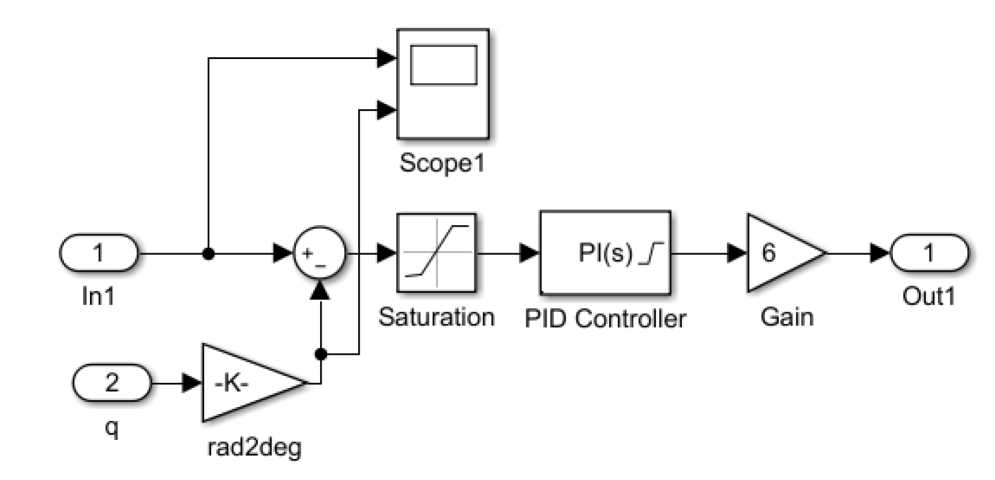 Scope1
1
In1
+
−
Saturation
PI(s)
PID Controller
6
Gain
1
Out1
2
q
-K-
rad2deg